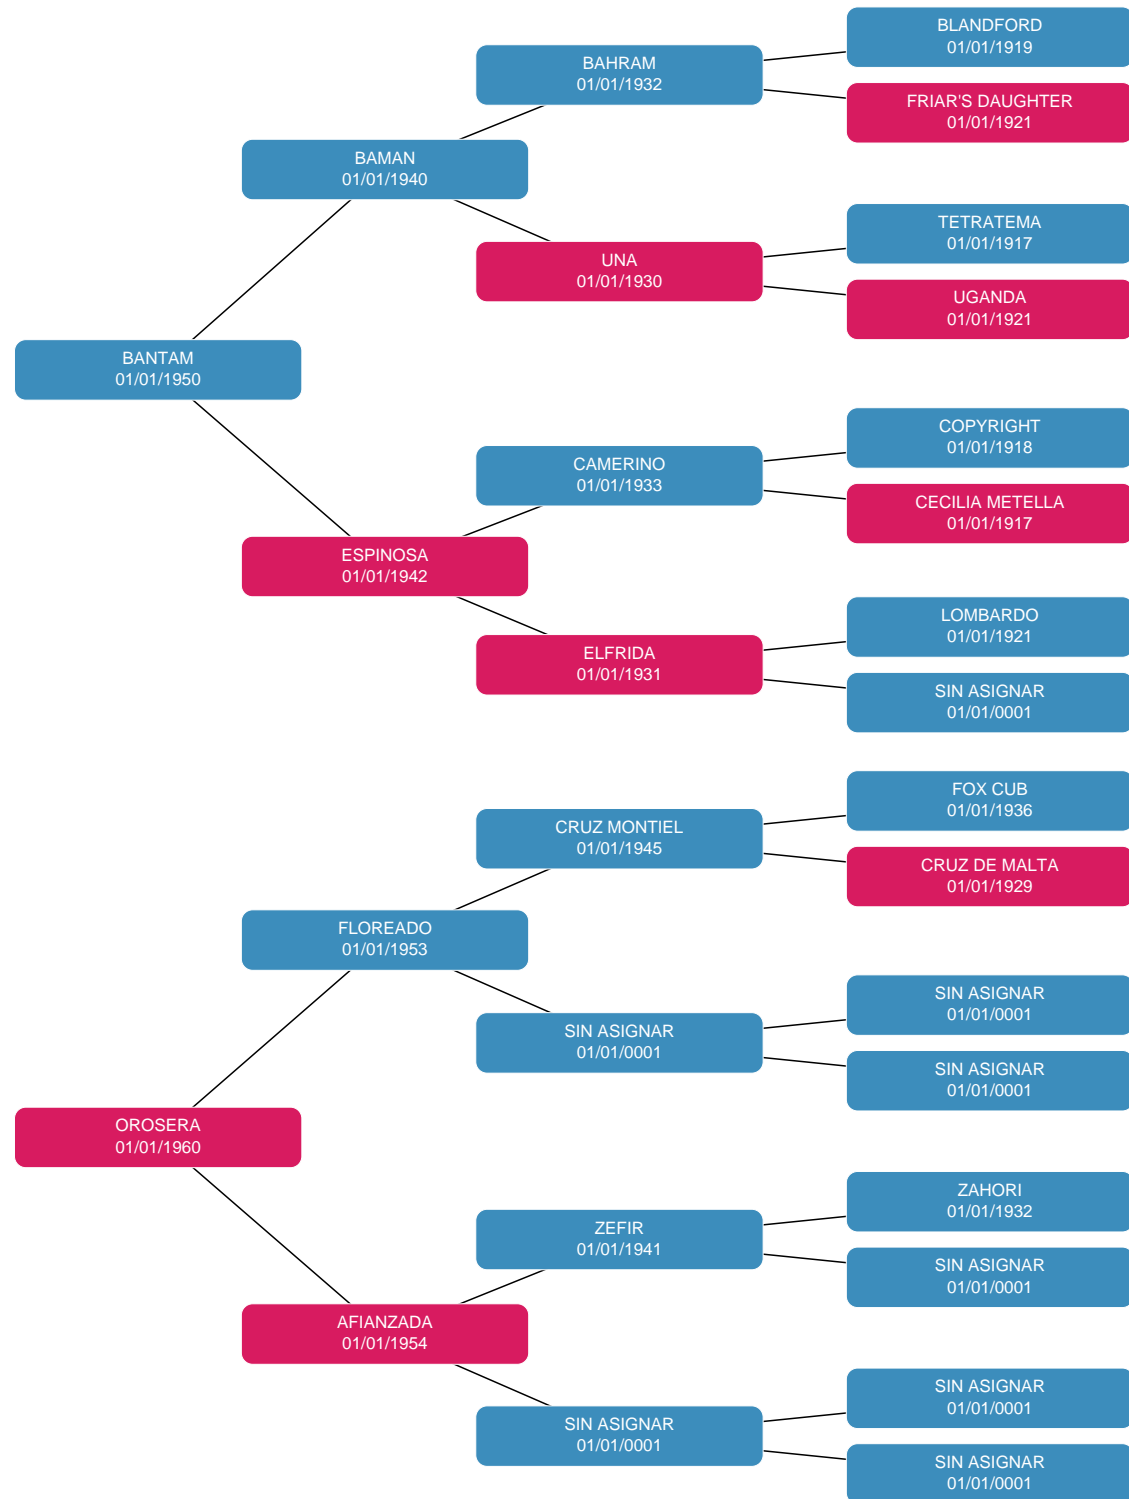 BLANDFORD
01/01/1919
BAHRAM
01/01/1932
FRIAR'S DAUGHTER
01/01/1921
BAMAN
01/01/1940
TETRATEMA
01/01/1917
UNA
01/01/1930
UGANDA
01/01/1921
BANTAM
01/01/1950
COPYRIGHT
01/01/1918
CAMERINO
01/01/1933
CECILIA METELLA
01/01/1917
ESPINOSA
01/01/1942
LOMBARDO
01/01/1921
ELFRIDA
01/01/1931
SIN ASIGNAR
01/01/0001
FOX CUB
01/01/1936
CRUZ MONTIEL
01/01/1945
CRUZ DE MALTA
01/01/1929
FLOREADO
01/01/1953
SIN ASIGNAR
01/01/0001
SIN ASIGNAR
01/01/0001
SIN ASIGNAR
01/01/0001
OROSERA
01/01/1960
ZAHORI
01/01/1932
ZEFIR
01/01/1941
SIN ASIGNAR
01/01/0001
AFIANZADA
01/01/1954
SIN ASIGNAR
01/01/0001
SIN ASIGNAR
01/01/0001
SIN ASIGNAR
01/01/0001